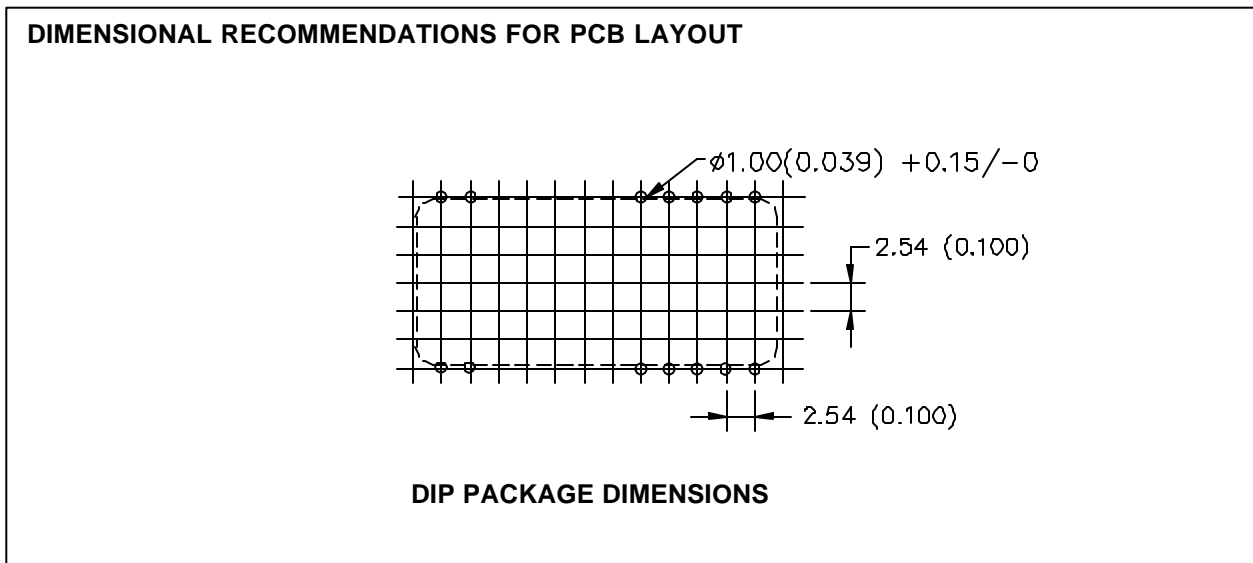 DIMENSIONAL RECOMMENDATIONS FOR PCB LAYOUT
ø1.00(0.039) +0.15/-0
2.54 (0.100)
2.54 (0.100)
DIP PACKAGE DIMENSIONS